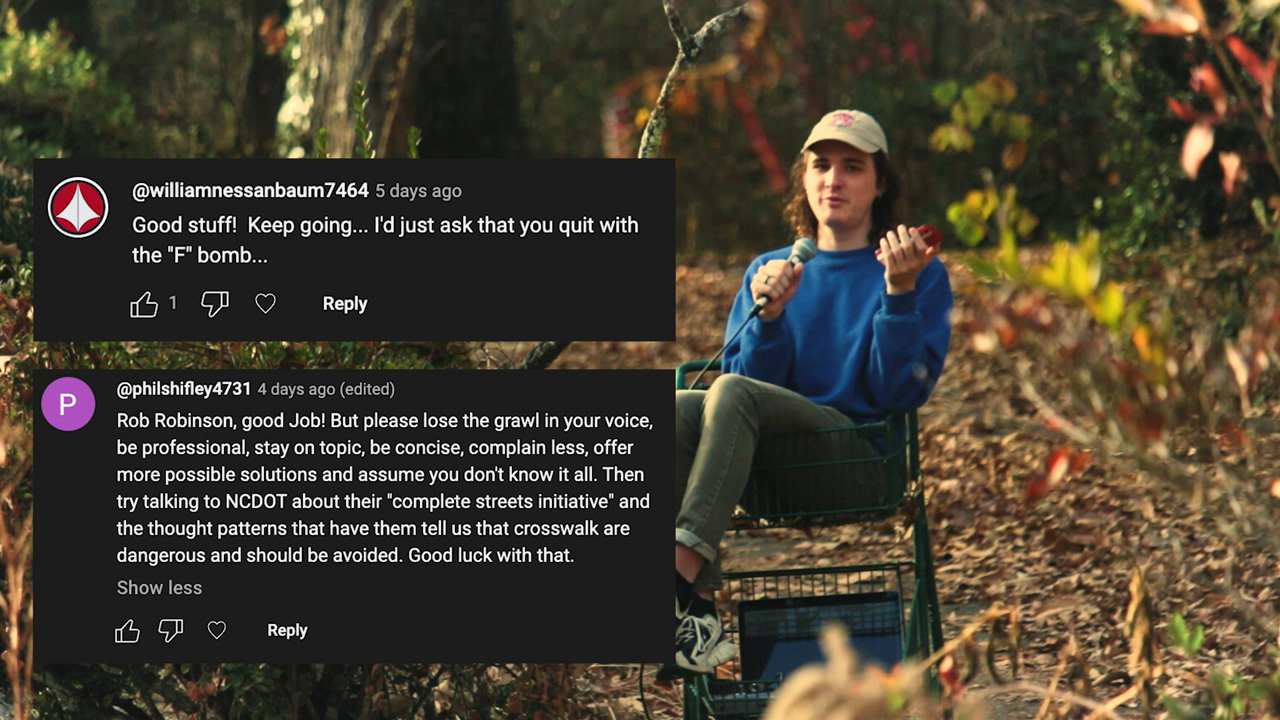 @williamnessanbaum7464 5 days ago
Good stuff!  Keep going... I'd just ask that you quit with
the "F" bomb...
1
Reply
P
@philshifley4731 4 days ago (edited)
Rob Robinson, good Job! But please lose the grawl in your voice,
be professional, stay on topic, be concise, complain less, offer
more possible solutions and assume you don't know it all. Then
try talking to NCDOT about their "complete streets initiative" and
the thought patterns that have them tell us that crosswalk are
dangerous and should be avoided. Good luck with that.
Show less
Reply